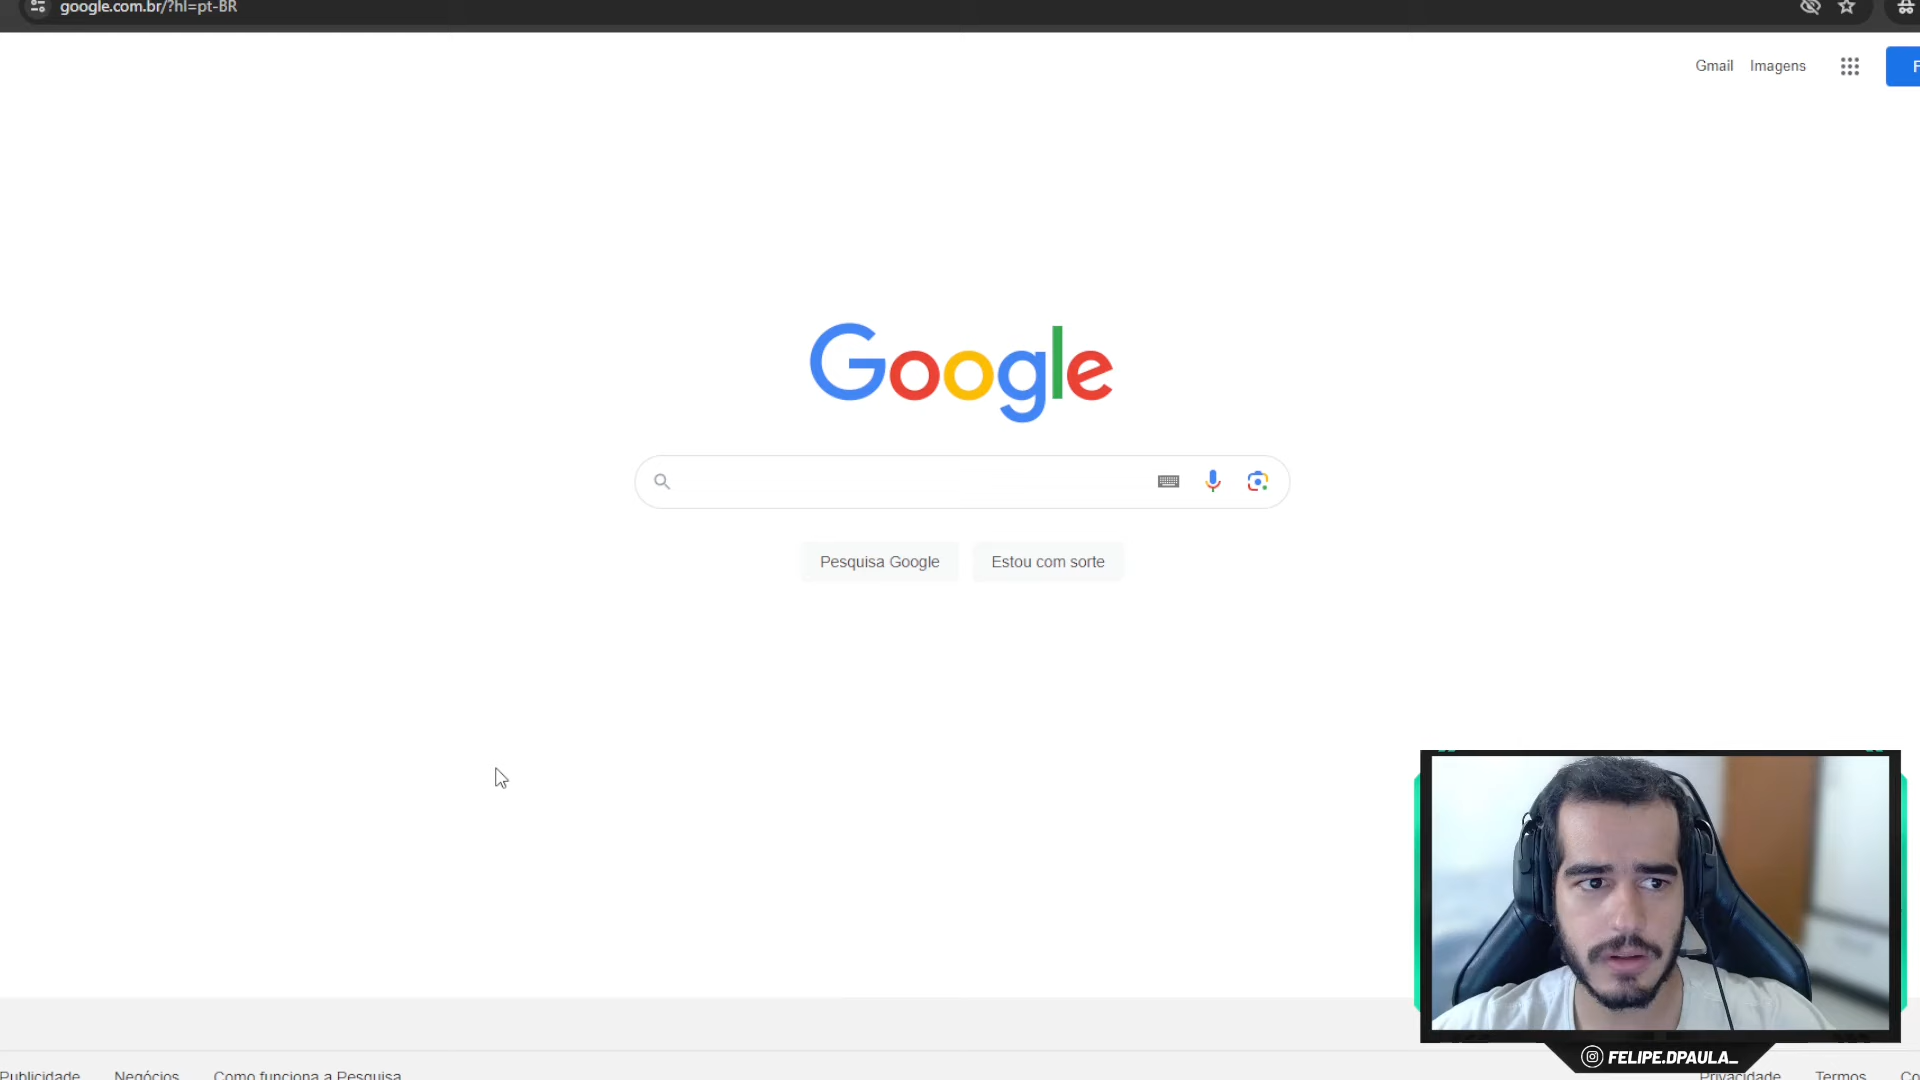 google.com.br/?hl=pt-BR
Gmail Imagens
Google
Pesquisa Google Estou com sorte
FELIPE.DPAULA_
Publicidade Negócios Como funciona a Pesquisa Privacidade Termos